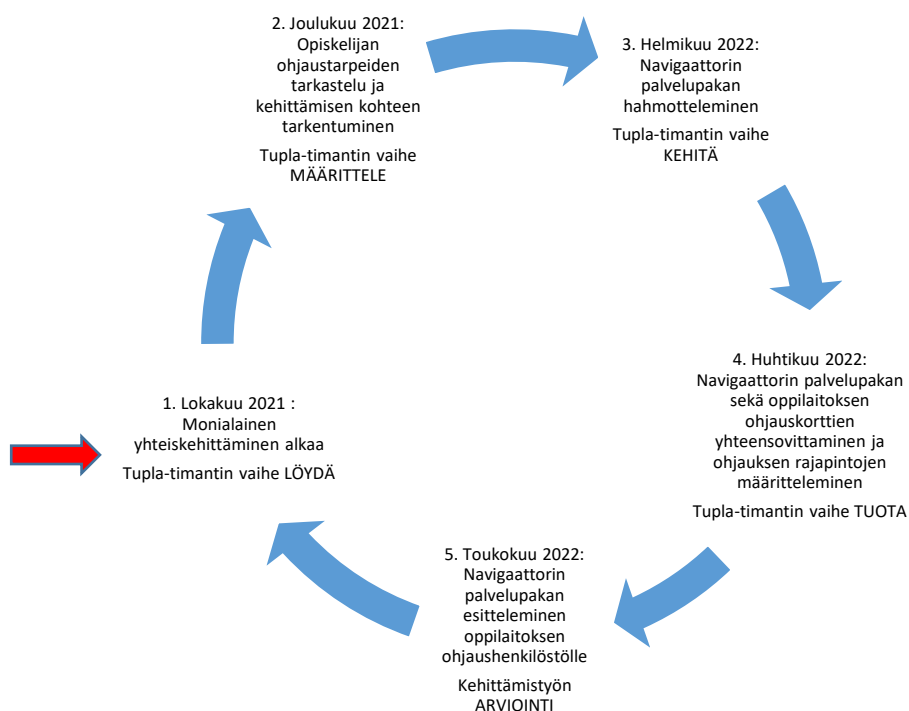 1. Lokakuu 2021 :
Monialainen
yhteiskehittäminen alkaa
Tupla-timantin vaihe LÖYDÄ
2. Joulukuu 2021:
Opiskelijan
ohjaustarpeiden
tarkastelu ja
kehittämisen kohteen
tarkentuminen
Tupla-timantin vaihe
MÄÄRITTELE
3. Helmikuu 2022:
Navigaattorin
palvelupakan
hahmotteleminen
Tupla-timantin vaihe
KEHITÄ
4. Huhtikuu 2022:
Navigaattorin palvelupakan
sekä oppilaitoksen
ohjauskorttien
yhteensovittaminen ja
ohjauksen rajapintojen
määritteleminen
Tupla-timantin vaihe TUOTA
5. Toukokuu 2022:
Navigaattorin
palvelupakan
esitteleminen
oppilaitoksen
ohjaushenkilöstölle
Kehittämistyön
ARVIOINTI